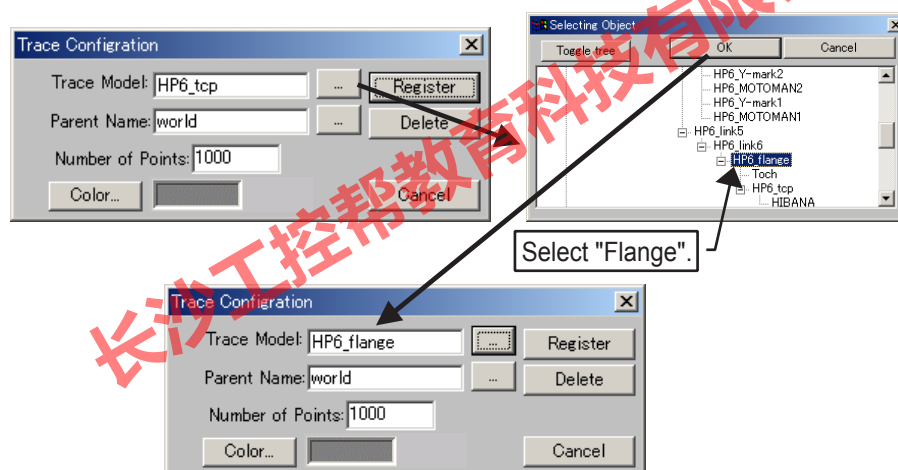 Trace Configration
Trace Model: HP6_tcp ... Register
Parent Name: world ... Delete
Number of Points: 1000
Color... Cancel
Selecting Object
Toggle tree OK Cancel
HP6_Y-mark2
HP6_MOTOMAN2
HP6_Y-mark1
HP6_MOTOMAN1
HP6_link5
HP6_link6
HP6_flange
Toch
HP6_tcp
HIBANA
Select "Flange".
Trace Configration
Trace Model: HP6_flange ... Register
Parent Name: world ... Delete
Number of Points: 1000
Color... Cancel
长沙工控帮教育科技有限